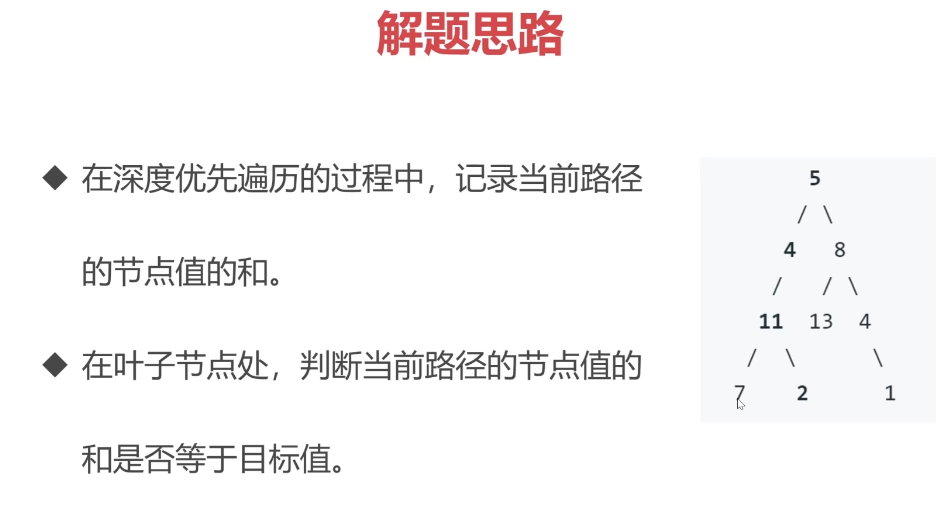 解题思路
◆ 在深度优先遍历的过程中，记录当前路径
的节点值的和。
◆ 在叶子节点处，判断当前路径的节点值的
和是否等于目标值。
5
/ \
4 8
/ / \
11 13 4
/ \ \
7 2 1